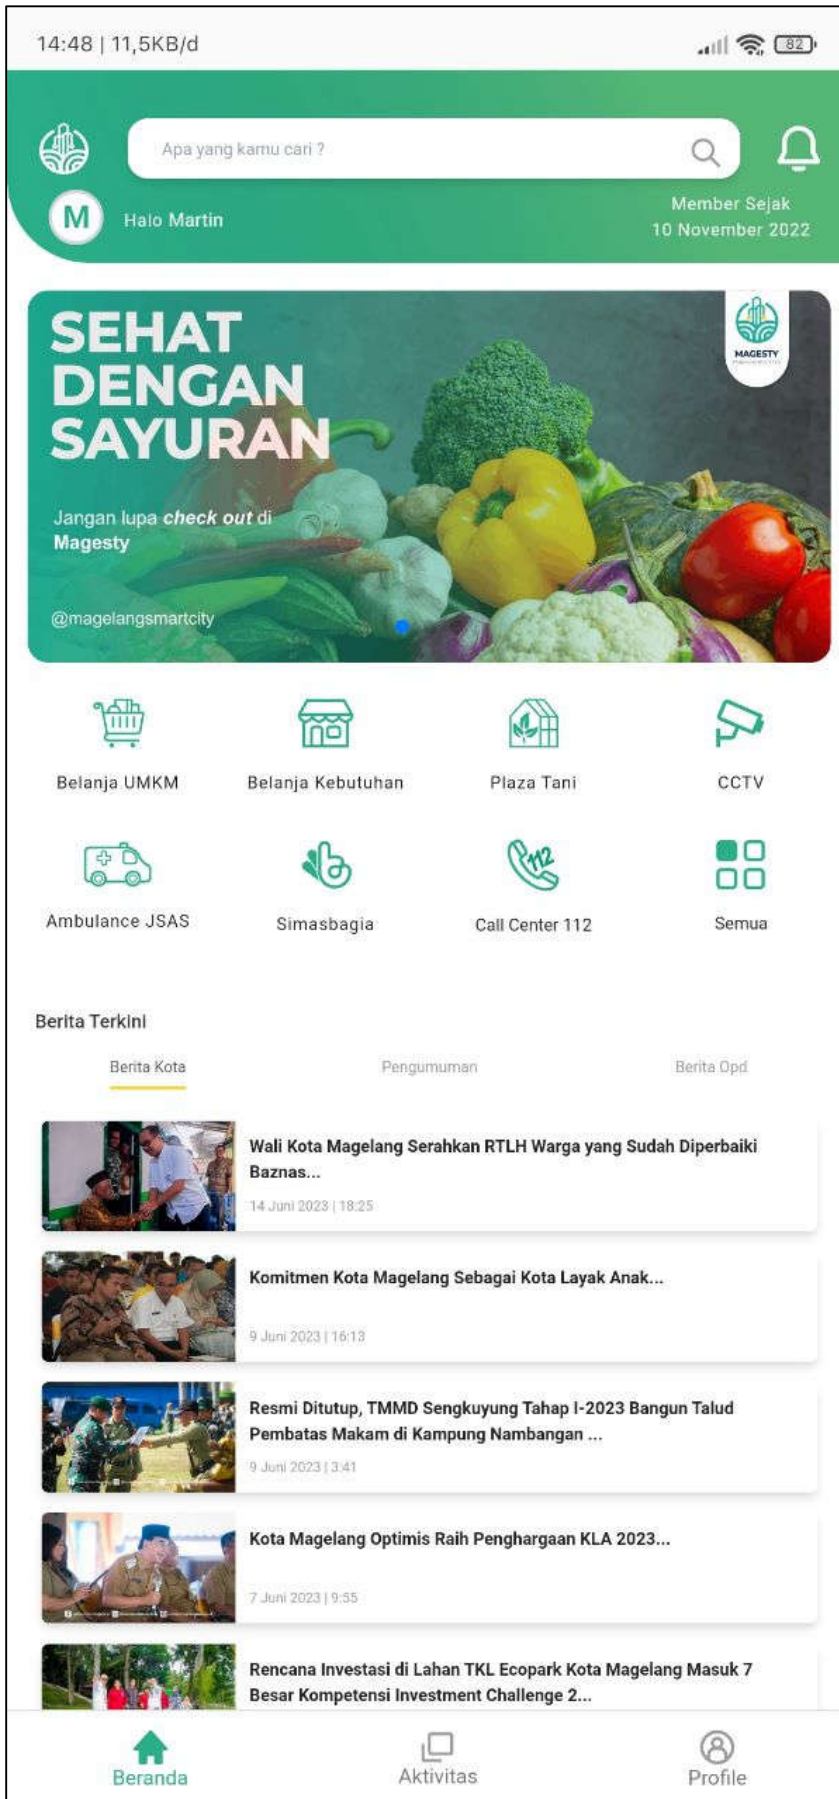 14:48 | 11,5KB/d
82
Apa yang kamu cari ?
M
Halo Martin
Member Sejak
10 November 2022
SEHAT
DENGAN
SAYURAN
MAGESTY
Jangan lupa check out di
Magesty
@magelangsmartcity
Belanja UMKM
Belanja Kebutuhan
Plaza Tani
CCTV
112
Ambulance JSAS
Simasbagia
Call Center 112
Semua
Berita Terkini
Berita Kota
Pengumuman
Berita Opd
Wali Kota Magelang Serahkan RTLH Warga yang Sudah Diperbaiki
Baznas...
14 Juni 2023 | 18:25
Komitmen Kota Magelang Sebagai Kota Layak Anak...
9 Juni 2023 | 16:13
Resmi Ditutup, TMMD Sengkuyung Tahap I-2023 Bangun Talud
Pembatas Makam di Kampung Nambangan ...
9 Juni 2023 | 3:41
Kota Magelang Optimis Raih Penghargaan KLA 2023...
7 Juni 2023 | 9:55
Rencana Investasi di Lahan TKL Ecopark Kota Magelang Masuk 7
Besar Kompetensi Investment Challenge 2...
Beranda
Aktivitas
Profile